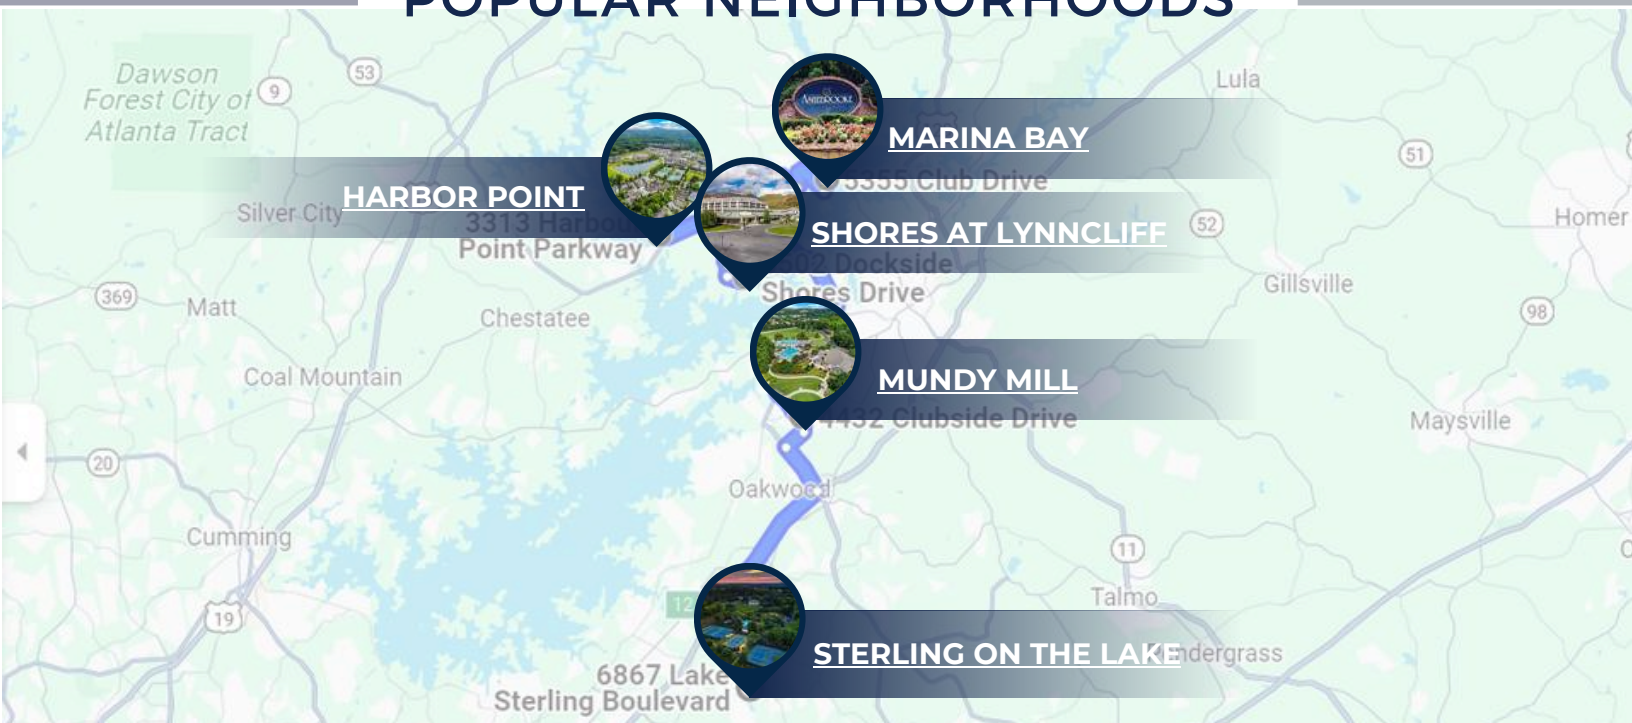 POPULAR NEIGHBORHOODS
Dawson
Forest City of
Atlanta Tract
9
53
Lula
51
MARINA BAY
5355 Club Drive
HARBOR POINT
Silver City
3313 Harbour
Point Parkway
SHORES AT LYNNCLIFF
Dockside
Shores Drive
52
Homer
Gillsville
369
Matt
Chestatee
98
Coal Mountain
MUNDY MILL
4432 Clubside Drive
Maysville
20
Oakwood
Cumming
11
19
Talmo
STERLING ON THE LAKE
6867 Lake
Sterling Boulevard